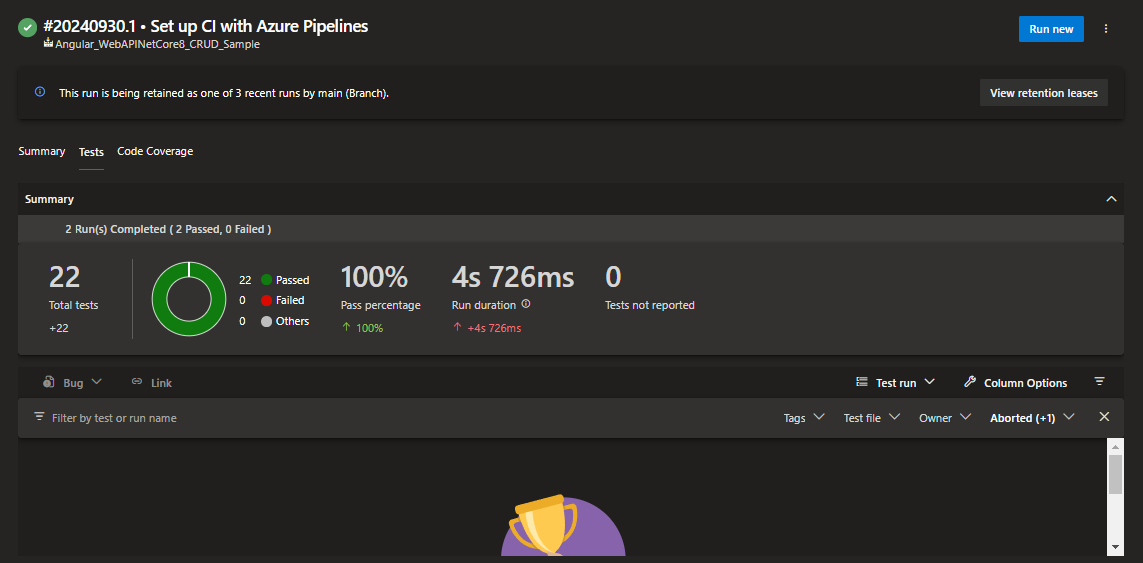 #20240930.1 • Set up CI with Azure Pipelines
Angular_WebAPINetCore8_CRUD_Sample
Run new
This run is being retained as one of 3 recent runs by main (Branch).
View retention leases
Summary Tests Code Coverage
Summary
2 Run(s) Completed ( 2 Passed, 0 Failed )
22
Total tests
+22
22 Passed
0 Failed
0 Others
100%
Pass percentage
100%
4s 726ms
Run duration
+4s 726ms
0
Tests not reported
Bug Link Test run Column Options
Filter by test or run name Tags Test file Owner Aborted (+1)